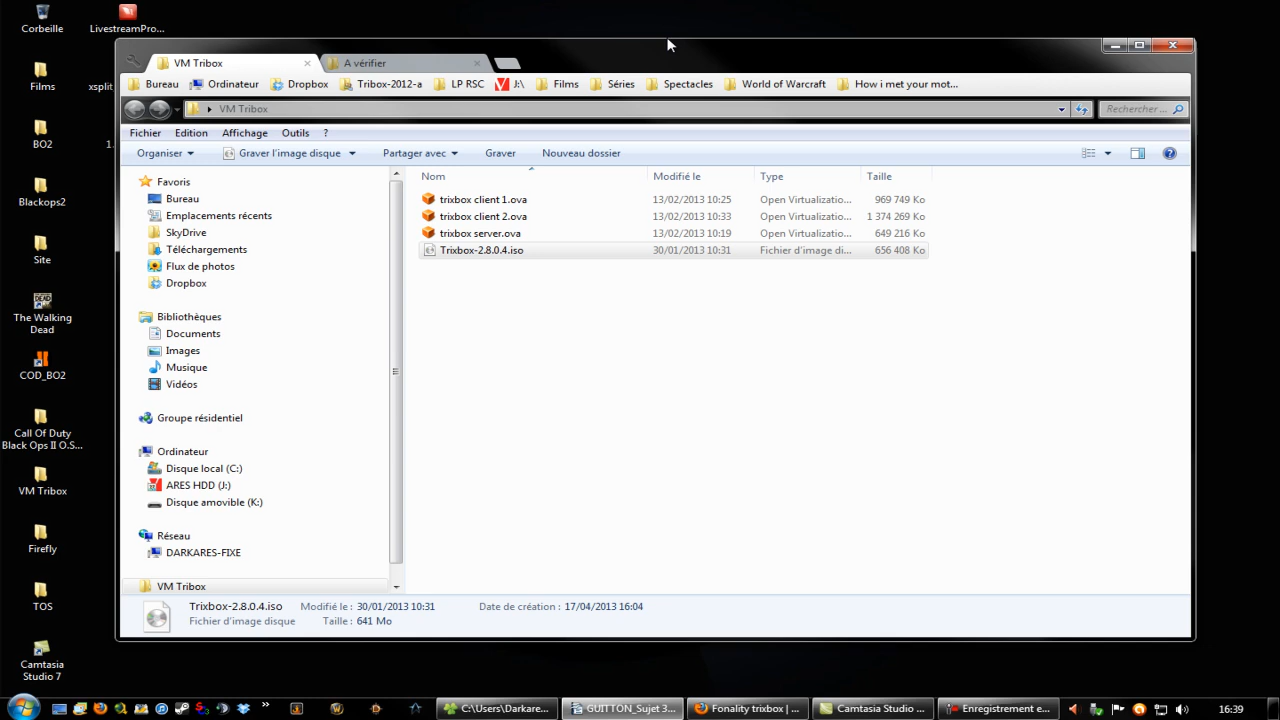 Corbeille
LivestreamPro...
Films
xsplit
BO2
1.
Blackops2
Site
The Walking
Dead
COD_BO2
Call Of Duty
Black Ops II O.S...
VM Tribox
Firefly
TOS
Camtasia
Studio 7
VM Tribox
A vérifier
Bureau
Ordinateur
Dropbox
Tribox-2012-a
LP RSC
J:\
Films
Séries
Spectacles
World of Warcraft
How i met your mot...
VM Tribox
Rechercher ...
Fichier
Edition
Affichage
Outils
?
Organiser
Graver l'image disque
Partager avec
Graver
Nouveau dossier
Favoris
Bureau
Emplacements récents
SkyDrive
Téléchargements
Flux de photos
Dropbox
Bibliothèques
Documents
Images
Musique
Vidéos
Groupe résidentiel
Ordinateur
Disque local (C:)
ARES HDD (J:)
Disque amovible (K:)
Réseau
DARKARES-FIXE
VM Tribox
Nom Modifié le Type Taille
trixbox client 1.ova 13/02/2013 10:25 Open Virtualizatio... 969 749 Ko
trixbox client 2.ova 13/02/2013 10:33 Open Virtualizatio... 1 374 269 Ko
trixbox server.ova 13/02/2013 10:19 Open Virtualizatio... 649 216 Ko
Trixbox-2.8.0.4.iso 30/01/2013 10:31 Fichier d'image di... 656 408 Ko
Trixbox-2.8.0.4.iso Modifié le : 30/01/2013 10:31 Date de création : 17/04/2013 16:04
Fichier d'image disque Taille : 641 Mo
C:\Users\Darkare...
GUITTON_Sujet 3...
Fonality trixbox | ...
Camtasia Studio ...
Enregistrement e...
16:39